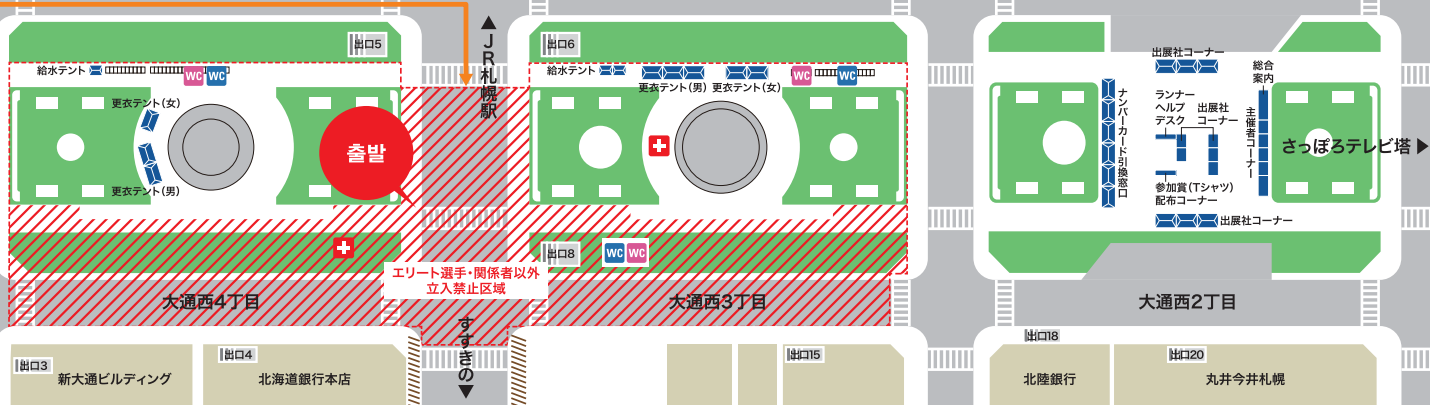 出口5
▲JR札幌駅
給水テント
WC
WC
更衣テント(女)
更衣テント(男)
출발
大通西4丁目
出口3
新大通ビルディング
出口4
北海道銀行本店
エリート選手・関係者以外
立入禁止区域
すすきの▼
出口6
給水テント
更衣テント(男)
更衣テント(女)
WC
WC
出口8
WC
WC
大通西3丁目
出口15
出展社コーナー
総合
案内
ナンバーカード引換窓口
ランナー
ヘルプ
デスク
出展社
コーナー
主催者コーナー
さっぽろテレビ塔▶
参加賞(Tシャツ)
配布コーナー
出展社コーナー
大通西2丁目
出口18
北陸銀行
出口20
丸井今井札幌